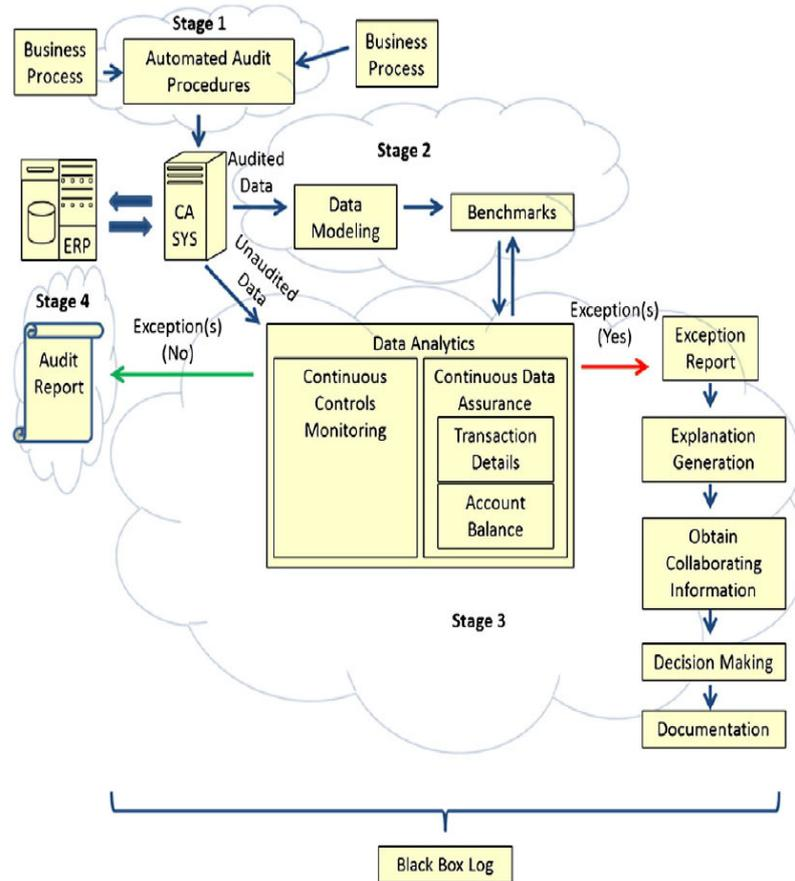 Stage 1
Business
Process
Automated Audit
Procedures
Business
Process
Stage 2
Audited
Data
Data
Modeling
Benchmarks
ERP
CA
SYS
Unaudited
Data
Stage 4
Audit
Report
Exception(s)
(No)
Data Analytics
Continuous
Controls
Monitoring
Continuous Data
Assurance
Transaction
Details
Account
Balance
Exception(s)
(Yes)
Exception
Report
Explanation
Generation
Obtain
Collaborating
Information
Decision Making
Documentation
Stage 3
Black Box Log